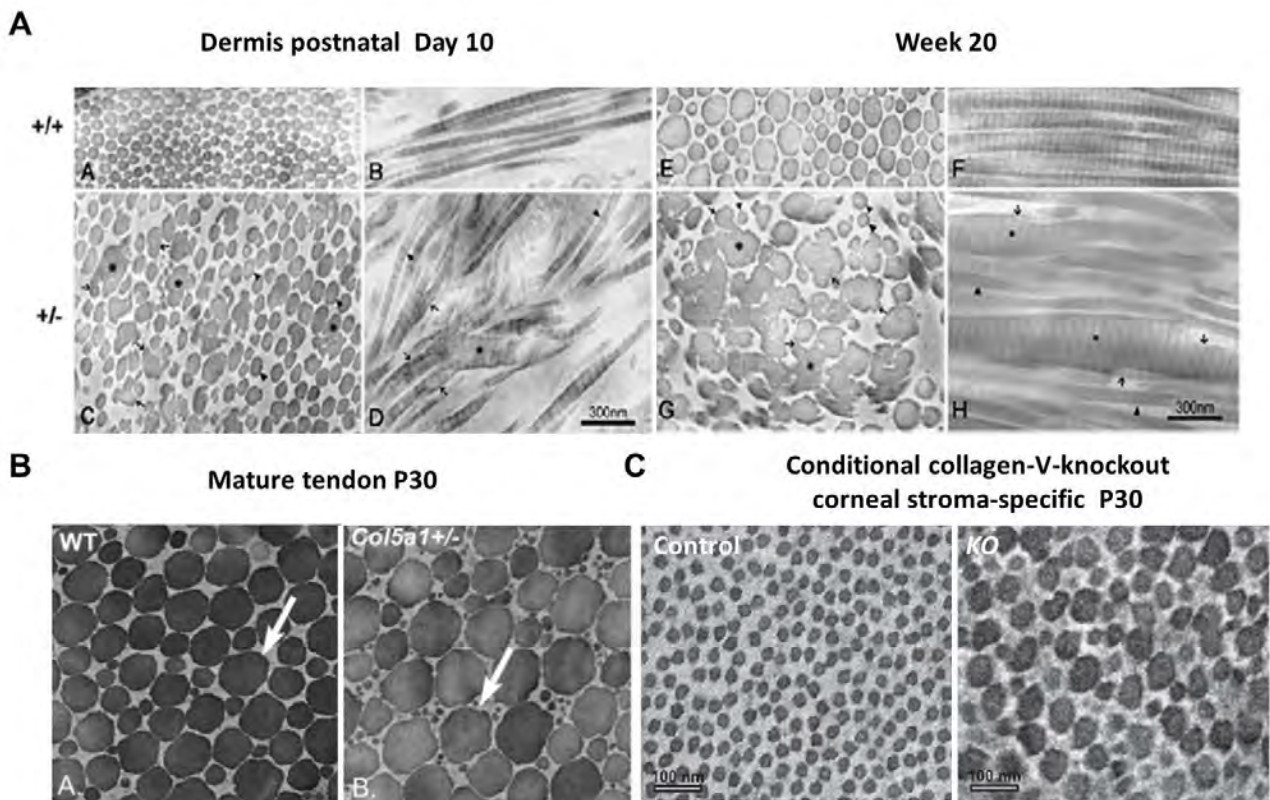 A
Dermis postnatal Day 10
Week 20
+/+
A
B
E
F
+/-
C
D
300nm
G
H
300nm
B
Mature tendon P30
C
Conditional collagen-V-knockout
corneal stroma-specific P30
WT
Col5a1+/-
Control
KO
A.
B.
100 nm
100 nm